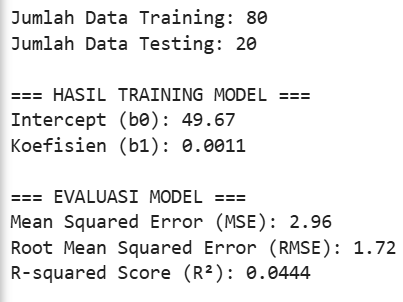 Jumlah Data Training: 80
Jumlah Data Testing: 20
=== HASIL TRAINING MODEL ===
Intercept (b0): 49.67
Koefisien (b1): 0.0011
=== EVALUASI MODEL ===
Mean Squared Error (MSE): 2.96
Root Mean Squared Error (RMSE): 1.72
R-squared Score (R²): 0.0444